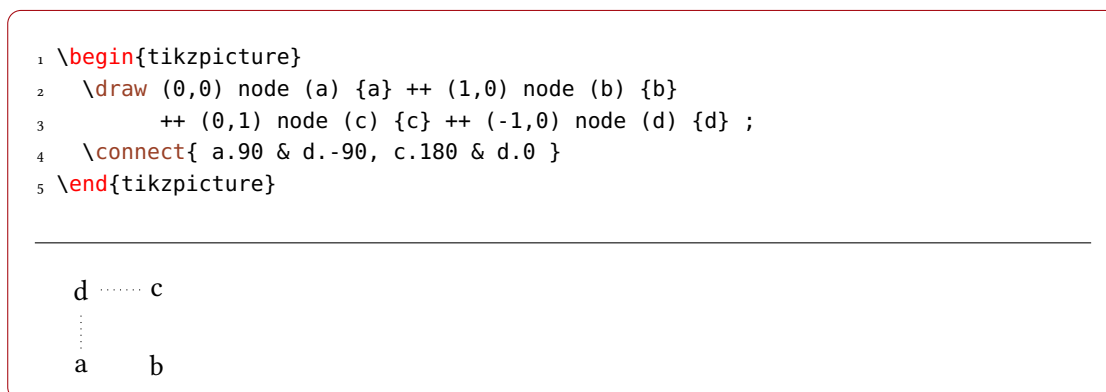 1 \begin{tikzpicture}
2 \draw (0,0) node (a) {a} ++ (1,0) node (b) {b}
3 ++ (0,1) node (c) {c} ++ (-1,0) node (d) {d} ;
4 \connect{ a.90 & d.-90, c.180 & d.0 }
5 \end{tikzpicture}
d c
a b